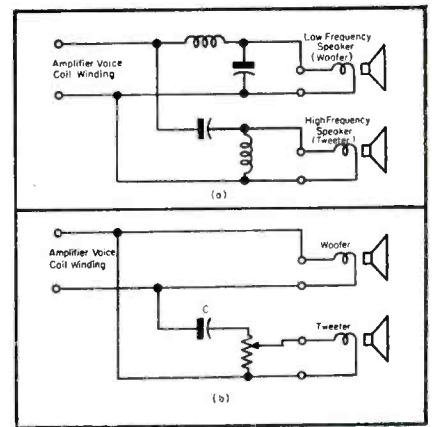 Low Frequency
Speaker
(Woofer)
Amplifier Voice
Coil Winding
High Frequency
Speaker
(Tweeter)
(a)
Amplifier Voice
Coil Winding
Woofer
C
Tweeter
(b)